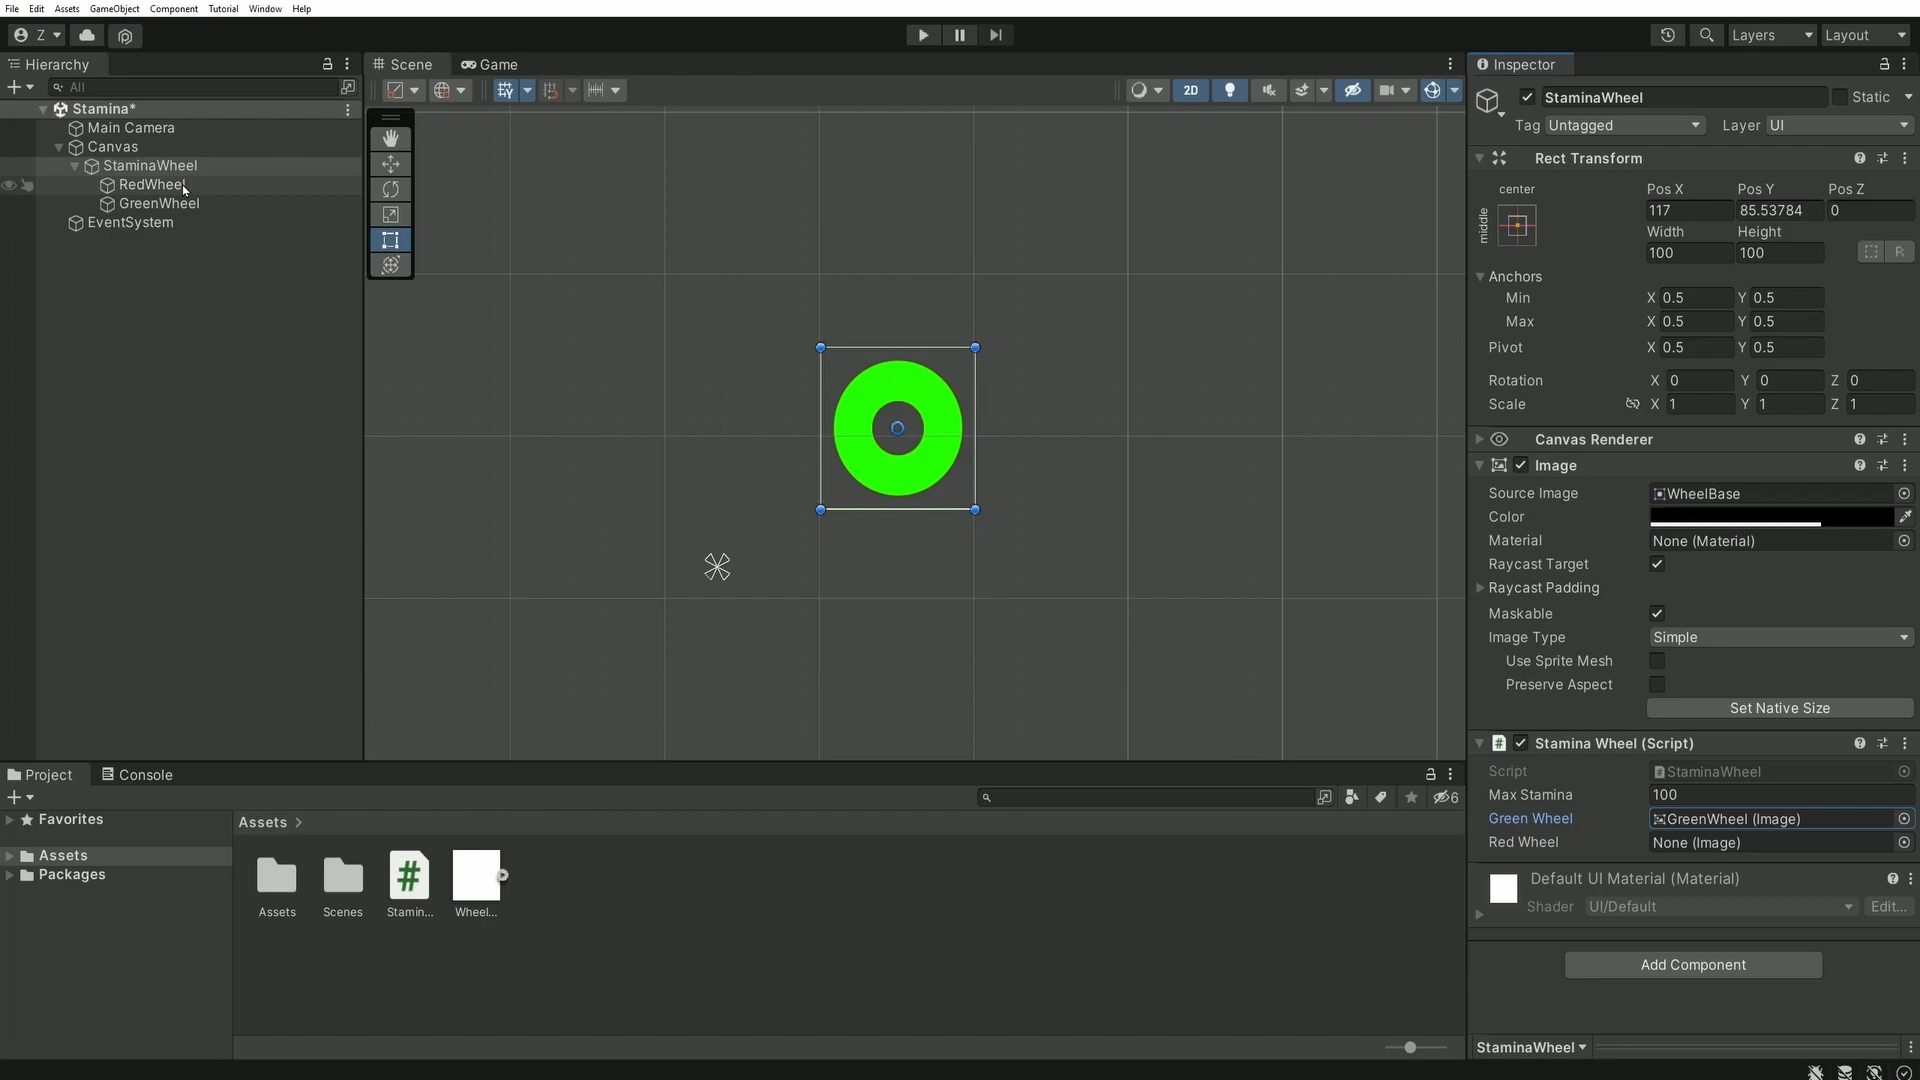 File Edit Assets GameObject Component Tutorial Window Help
Z Layers Layout
Hierarchy
All
Stamina*
Main Camera
Canvas
StaminaWheel
RedWheel
GreenWheel
EventSystem
Scene Game
2D
Inspector
StaminaWheel Static
Tag Untagged Layer UI
Rect Transform
center
middle
Pos X Pos Y Pos Z
117 85.53784 0
Width Height
100 100
R
Anchors
Min X 0.5 Y 0.5
Max X 0.5 Y 0.5
Pivot X 0.5 Y 0.5
Rotation X 0 Y 0 Z 0
Scale X 1 Y 1 Z 1
Canvas Renderer
Image
Source Image WheelBase
Color
Material None (Material)
Raycast Target
Raycast Padding
Maskable
Image Type Simple
Use Sprite Mesh
Preserve Aspect
Set Native Size
# Stamina Wheel (Script)
Script StaminaWheel
Max Stamina 100
Green Wheel GreenWheel (Image)
Red Wheel None (Image)
Default UI Material (Material)
Shader UI/Default Edit...
Add Component
StaminaWheel
Project Console
6
Favorites
Assets
Packages
Assets >
#
Assets Scenes Stamin... Wheel...